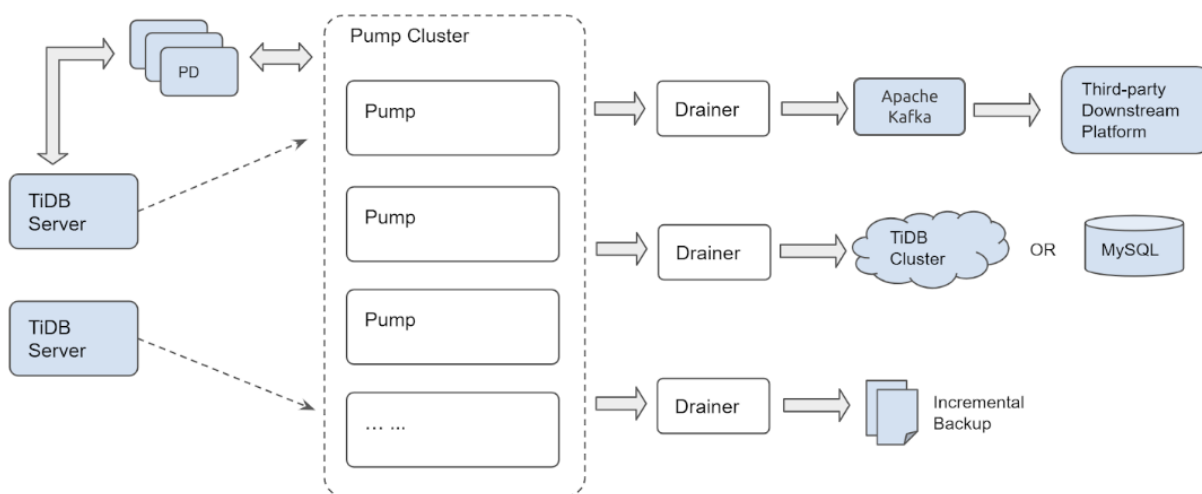 PD
TiDB
Server
TiDB
Server
Pump Cluster
Pump
Pump
Pump
... ...
Drainer
Apache
Kafka
Third-party
Downstream
Platform
Drainer
TiDB
Cluster
OR
MySQL
Drainer
Incremental
Backup